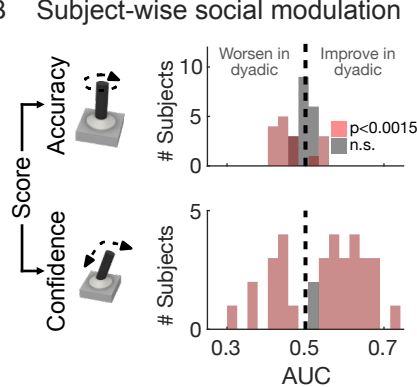 Subject-wise social modulation
Score
Accuracy
Confidence
Worsen in
dyadic
Improve in
dyadic
# Subjects
10
5
0
p<0.0015
n.s.
# Subjects
5
0
0.3
0.5
0.7
AUC